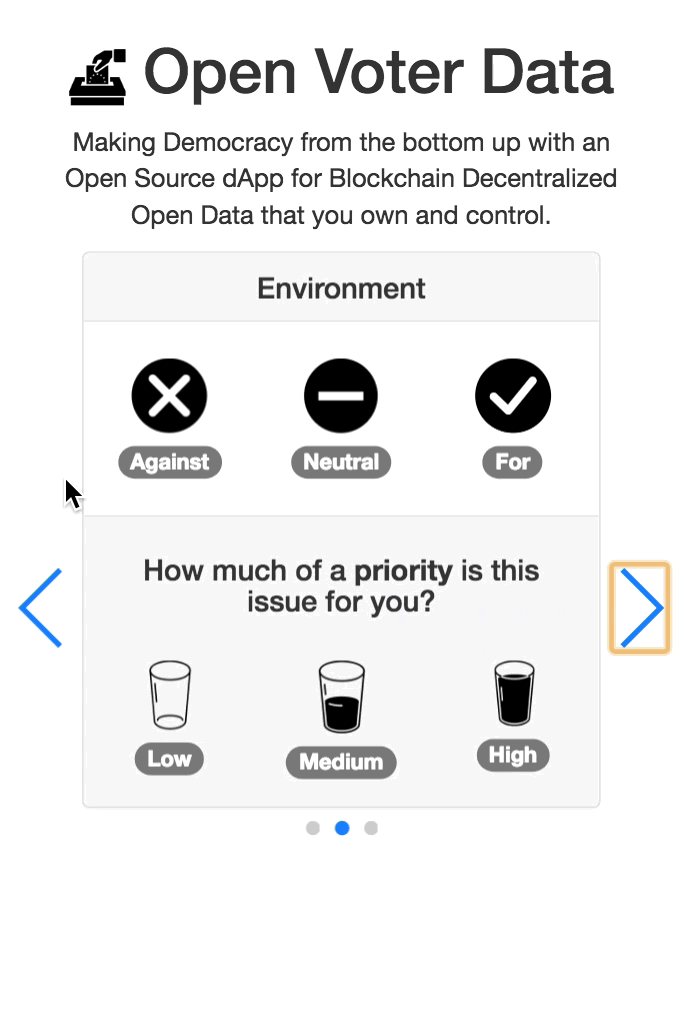 Open Voter Data
Making Democracy from the bottom up with an
Open Source dApp for Blockchain Decentralized
Open Data that you own and control.
Environment
Against Neutral For
How much of a priority is this
issue for you?
Low Medium High